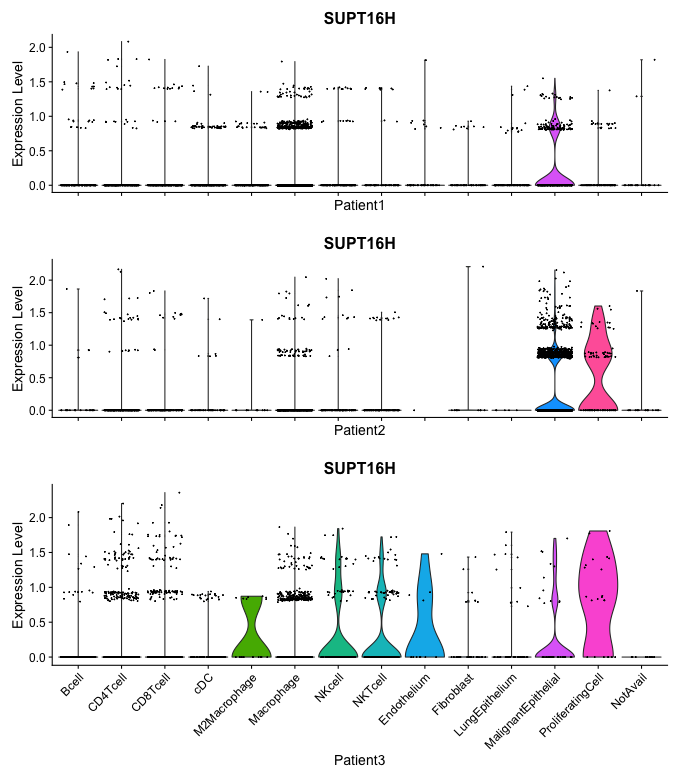 SUPT16H
Expression Level
2.0
1.5
1.0
0.5
0.0
Patient1
SUPT16H
Expression Level
2.0
1.5
1.0
0.5
0.0
Patient2
SUPT16H
Expression Level
2.0
1.5
1.0
0.5
0.0
Bcell
CD4Tcell
CD8Tcell
cDC
M2Macrophage
Macrophage
NKcell
NKTcell
Endothelium
Fibroblast
LungEpithelium
MalignantEpithelial
ProliferatingCell
NotAvail
Patient3